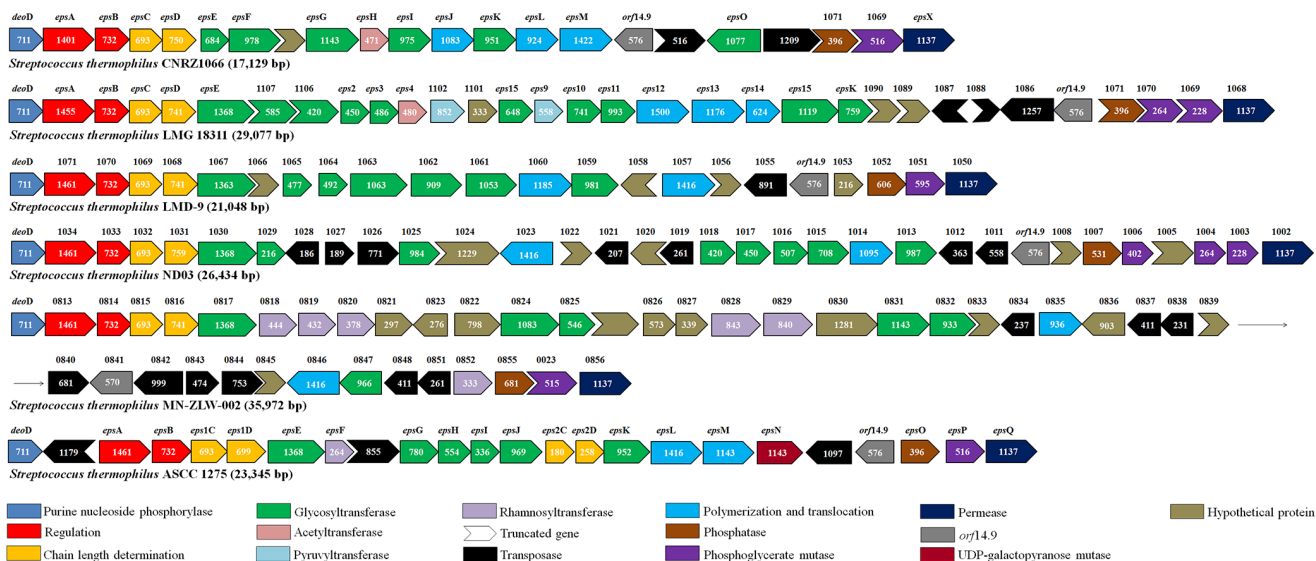 deoD epsA epsB epsC epsD epsE epsF epsG epsH epsI epsJ epsK epsL epsM orf14.9 epsO 1071 1069 epsX
711 1401 732 693 750 684 978 1143 471 975 1083 951 924 1422 576 516 1077 1209 396 516 1137
Streptococcus thermophilus CNRZ1066 (17,129 bp)
deoD epsA epsB epsC epsD epsE 1107 1106 eps2 eps3 eps4 1102 1101 eps15 eps9 eps10 eps11 eps12 eps13 eps14 eps15 epsK 1090 1089 1087 1088 1086 orf14.9 1071 1070 1069 1068
711 1455 732 693 741 1368 585 420 450 486 480 852 333 648 558 741 993 1500 1176 624 1119 759 1257 576 396 264 228 1137
Streptococcus thermophilus LMG 18311 (29,077 bp)
deoD 1071 1070 1069 1068 1067 1066 1065 1064 1063 1062 1061 1060 1059 1058 1057 1056 1055 orf14.9 1053 1052 1051 1050
711 1461 732 693 741 1363 477 492 1063 909 1053 1185 981 1416 891 576 216 606 595 1137
Streptococcus thermophilus LMD-9 (21,048 bp)
deoD 1034 1033 1032 1031 1030 1029 1028 1027 1026 1025 1024 1023 1022 1021 1020 1019 1018 1017 1016 1015 1014 1013 1012 1011 orf14.9 1008 1007 1006 1005 1004 1003 1002
711 1461 732 693 759 1368 216 186 189 771 984 1229 1416 207 261 420 450 507 708 1095 987 363 558 576 531 402 264 228 1137
Streptococcus thermophilus ND03 (26,434 bp)
deoD 0813 0814 0815 0816 0817 0818 0819 0820 0821 0823 0822 0824 0825 0826 0827 0828 0829 0830 0831 0832 0833 0834 0835 0836 0837 0838 0839
711 1461 732 693 741 1368 444 432 378 297 276 798 1083 546 573 339 843 840 1281 1143 933 237 936 903 411 231
0840 0841 0842 0843 0844 0845 0846 0847 0848 0851 0852 0855 0023 0856
681 570 999 474 753 1416 966 411 261 333 681 515 1137
Streptococcus thermophilus MN-ZLW-002 (35,972 bp)
deoD epsA epsB eps1C eps1D epsE epsF epsG epsH epsI epsJ eps2C eps2D epsK epsL epsM epsN orf14.9 epsO epsP epsQ
711 1179 1461 732 693 699 1368 264 855 780 554 336 969 180 258 952 1416 1143 1143 1097 576 396 516 1137
Streptococcus thermophilus ASCC 1275 (23,345 bp)
Purine nucleoside phosphorylase Glycosyltransferase Rhamnosyltransferase Polymerization and translocation Permease Hypothetical protein
Regulation Acetyltransferase Truncated gene Phosphatase orf14.9
Chain length determination Pyruvyltransferase Transposase Phosphoglycerate mutase UDP-galactopyranose mutase